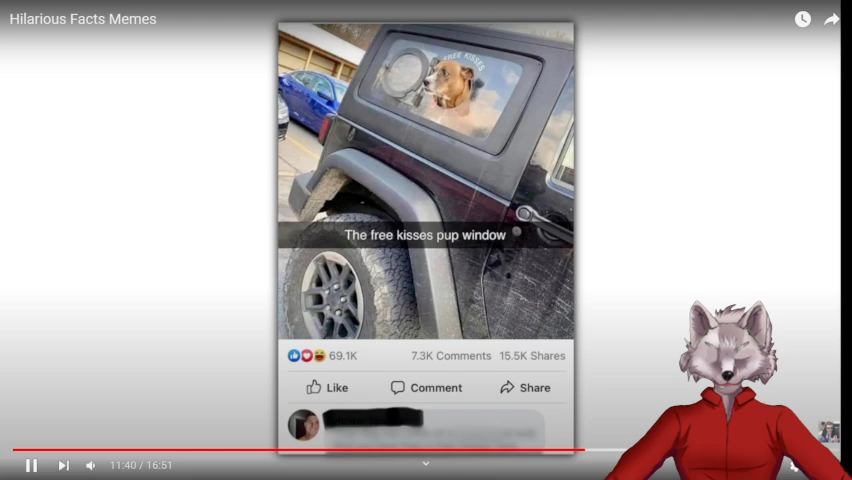 Hilarious Facts Memes
FREE KISSES
The free kisses pup window
69.1K
7.3K Comments 15.5K Shares
Like
Comment
Share
11:40 / 16:51